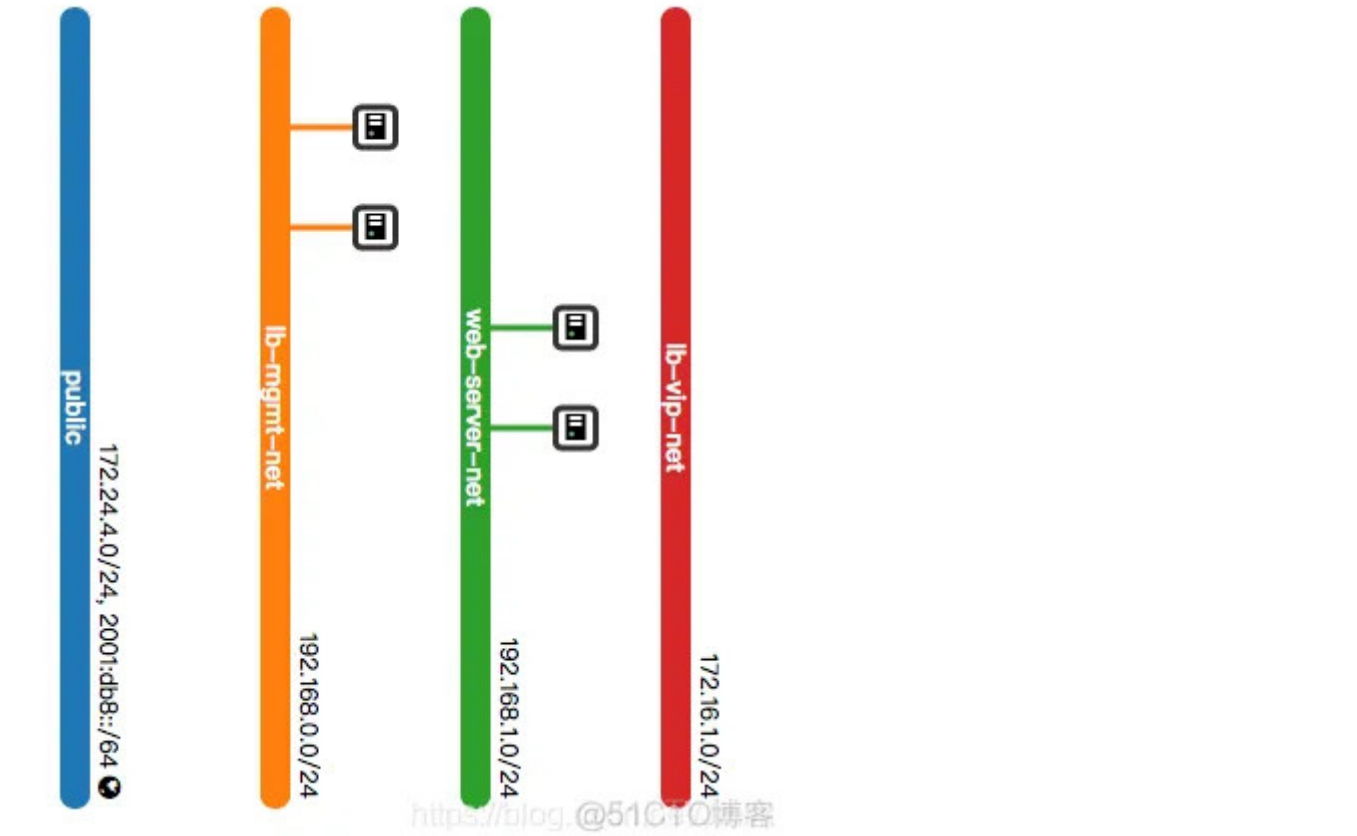 public
172.24.4.0/24, 2001:db8::/64
lb-mgmt-net
192.168.0.0/24
web-server-net
192.168.1.0/24
lb-vip-net
172.16.1.0/24
https://blog. @51CTO博客